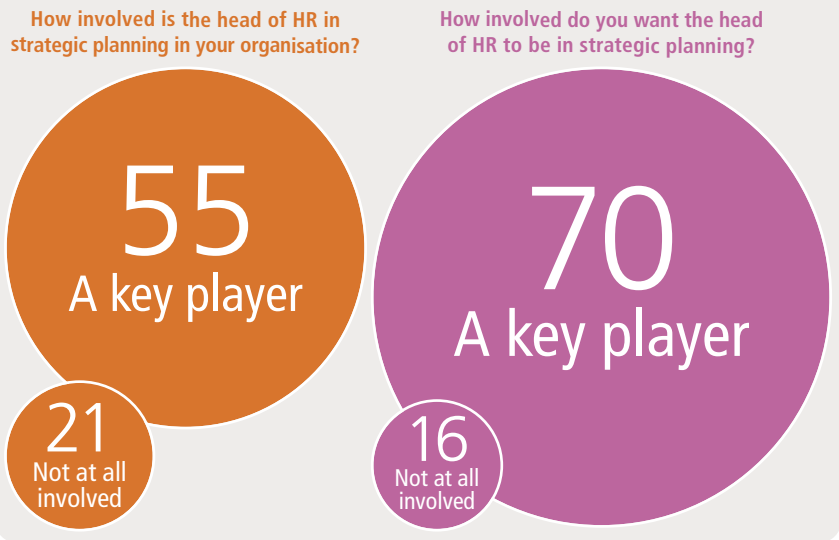 How involved is the head of HR in
strategic planning in your organisation?
55
A key player
21
Not at all
involved
How involved do you want the head
of HR to be in strategic planning?
70
A key player
16
Not at all
involved